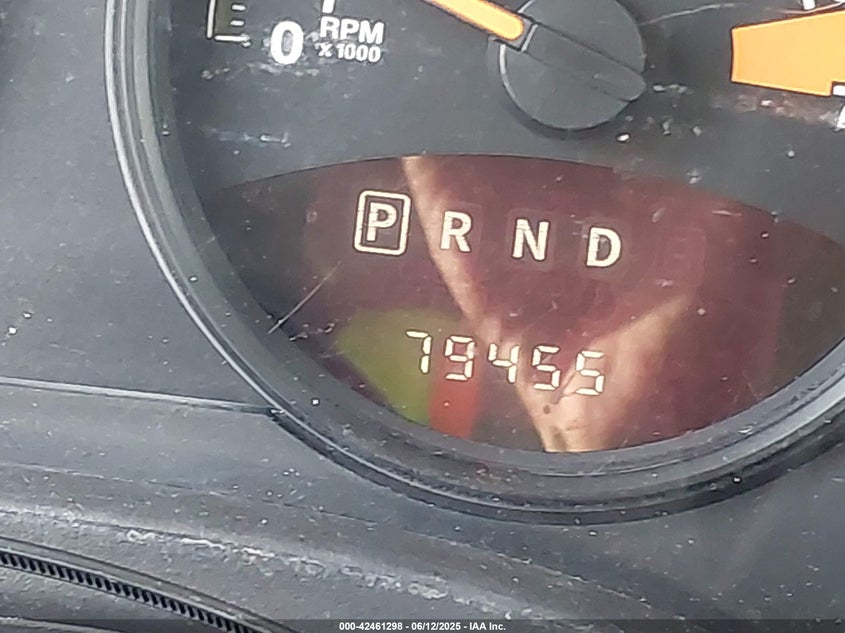 0 RPM
x1000
P R N D
79455
000-42461298 - 06/12/2025 - IAA Inc.